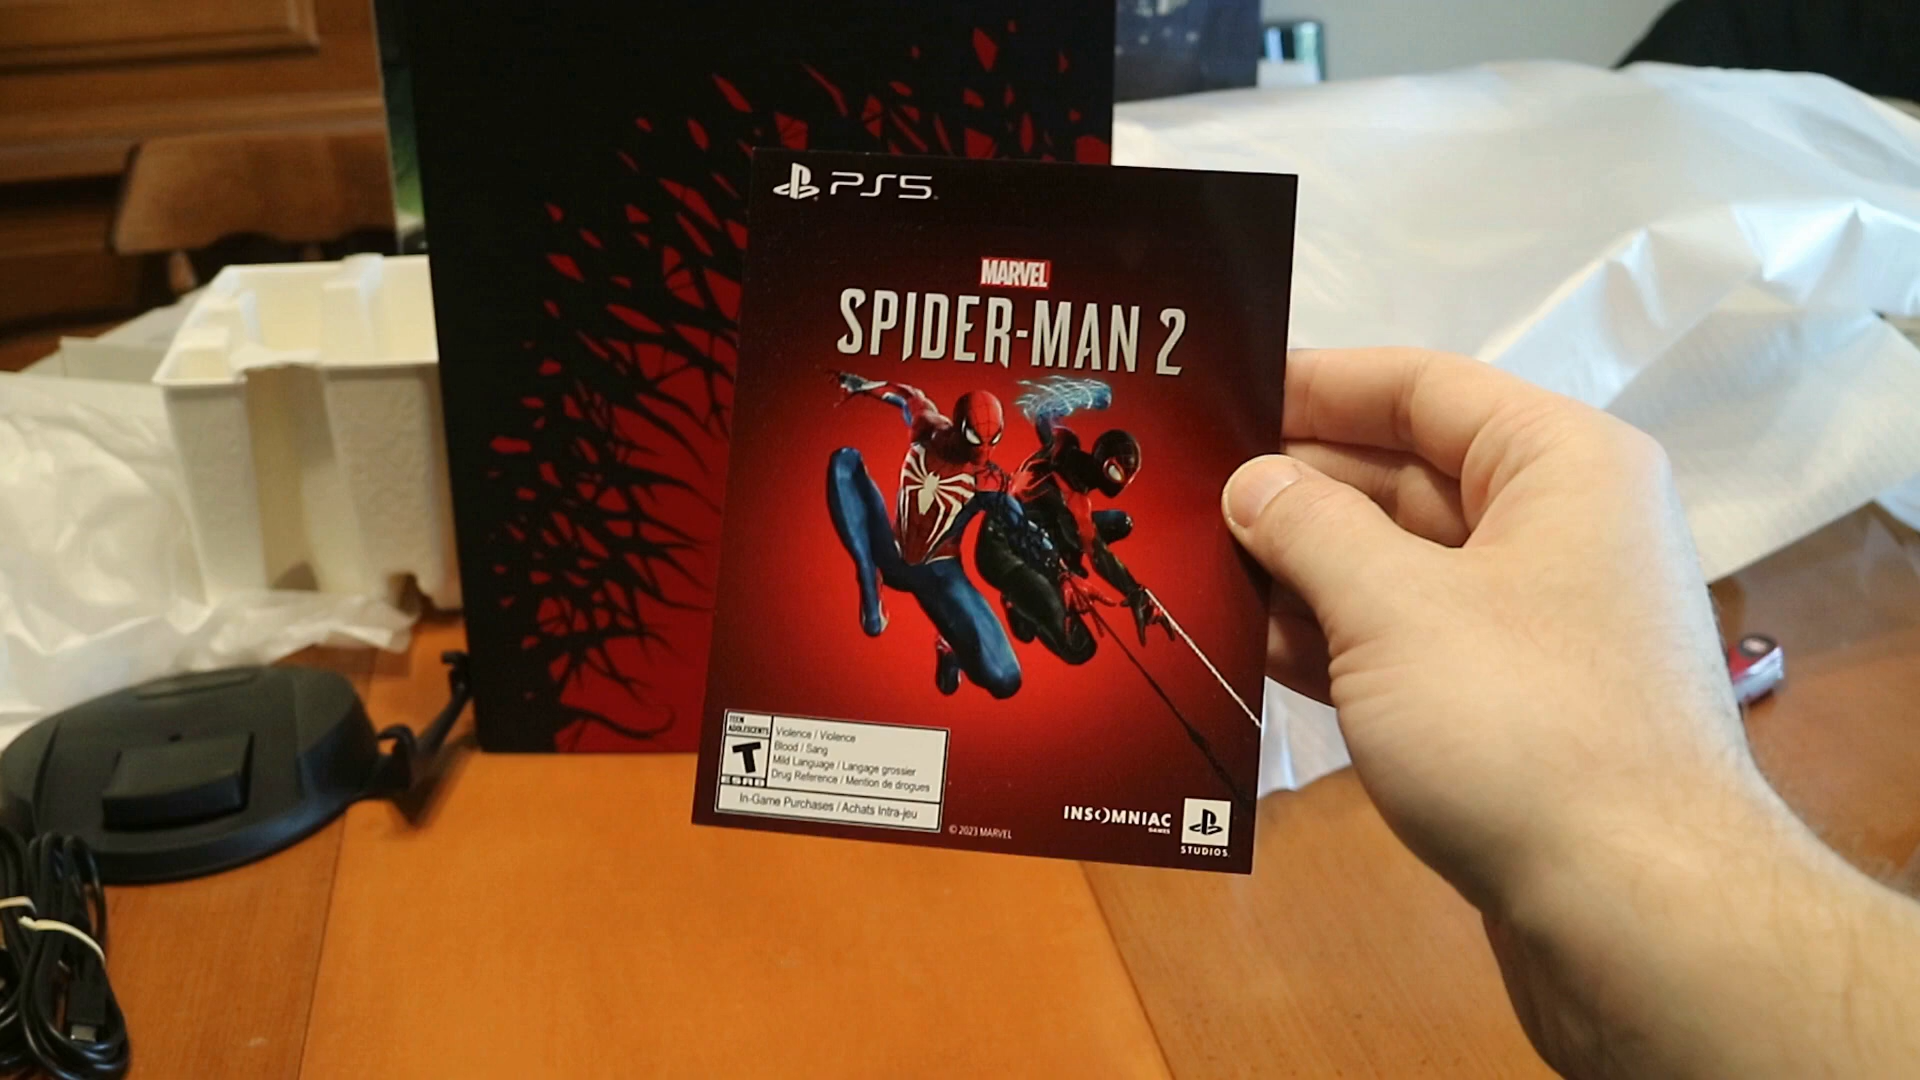 PS5
MARVEL
SPIDER-MAN 2
TEEN
ADOLESCENTS
T
ESRB
Violence / Violence
Blood / Sang
Mild Language / Langage grossier
Drug Reference / Mention de drogues
In-Game Purchases / Achats Intra-jeu
© 2023 MARVEL
INSOMNIAC
GAMES
STUDIOS